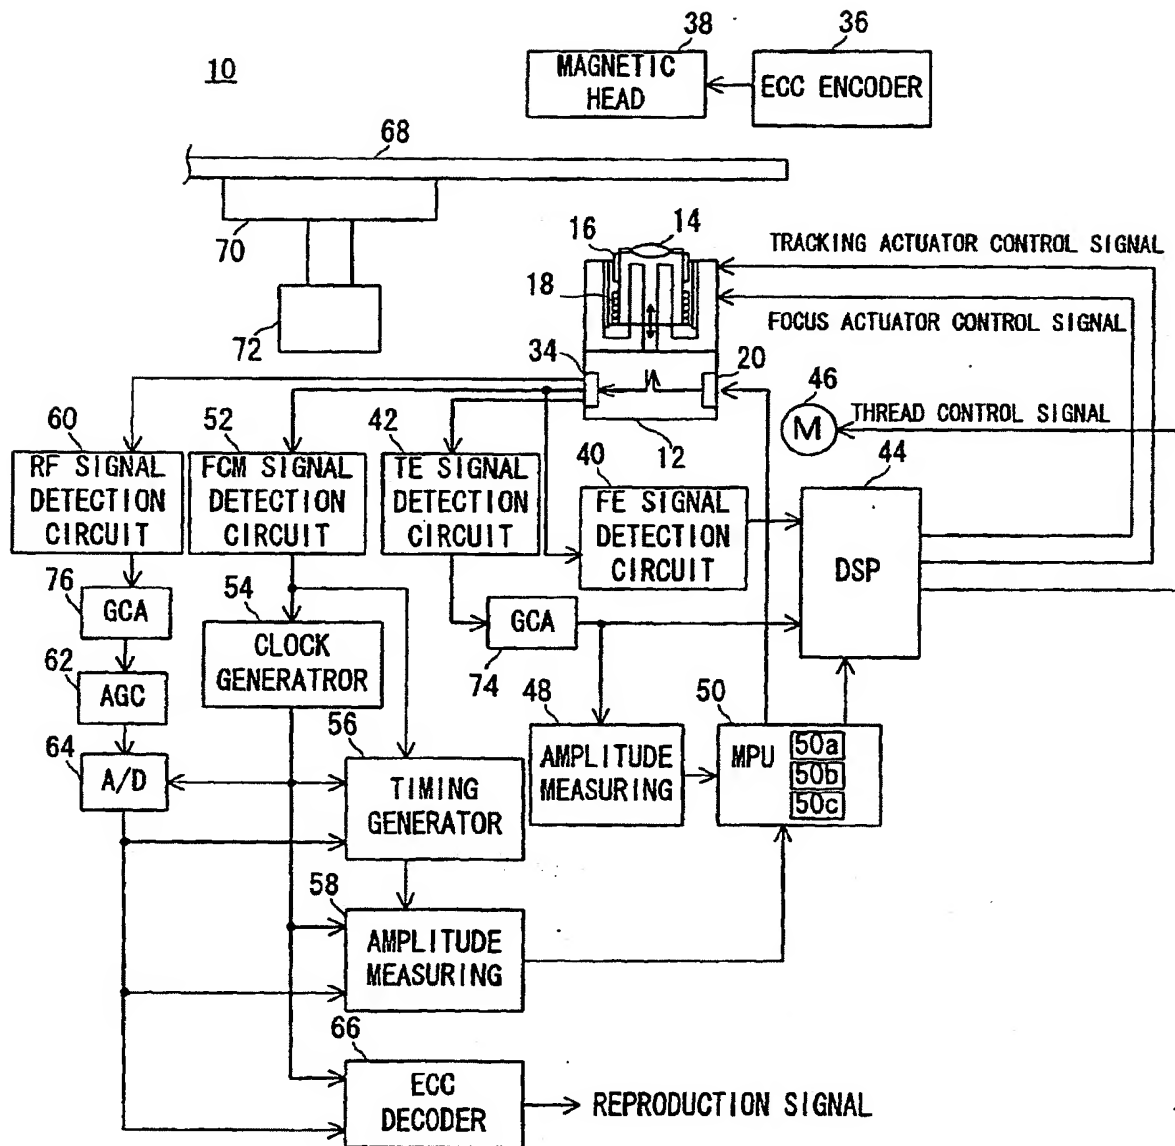 10
38
36
MAGNETIC
HEAD
ECC ENCODER
68
70
72
16
14
18
34
20
12
TRACKING ACTUATOR CONTROL SIGNAL
FOCUS ACTUATOR CONTROL SIGNAL
46
M
THREAD CONTROL SIGNAL
60
RF SIGNAL
DETECTION
CIRCUIT
52
FCM SIGNAL
DETECTION
CIRCUIT
42
TE SIGNAL
DETECTION
CIRCUIT
40
FE SIGNAL
DETECTION
CIRCUIT
44
DSP
76
GCA
54
CLOCK
GENERATROR
GCA
74
62
AGC
64
A/D
56
TIMING
GENERATOR
48
AMPLITUDE
MEASURING
50
MPU
50a
50b
50c
58
AMPLITUDE
MEASURING
66
ECC
DECODER
REPRODUCTION SIGNAL